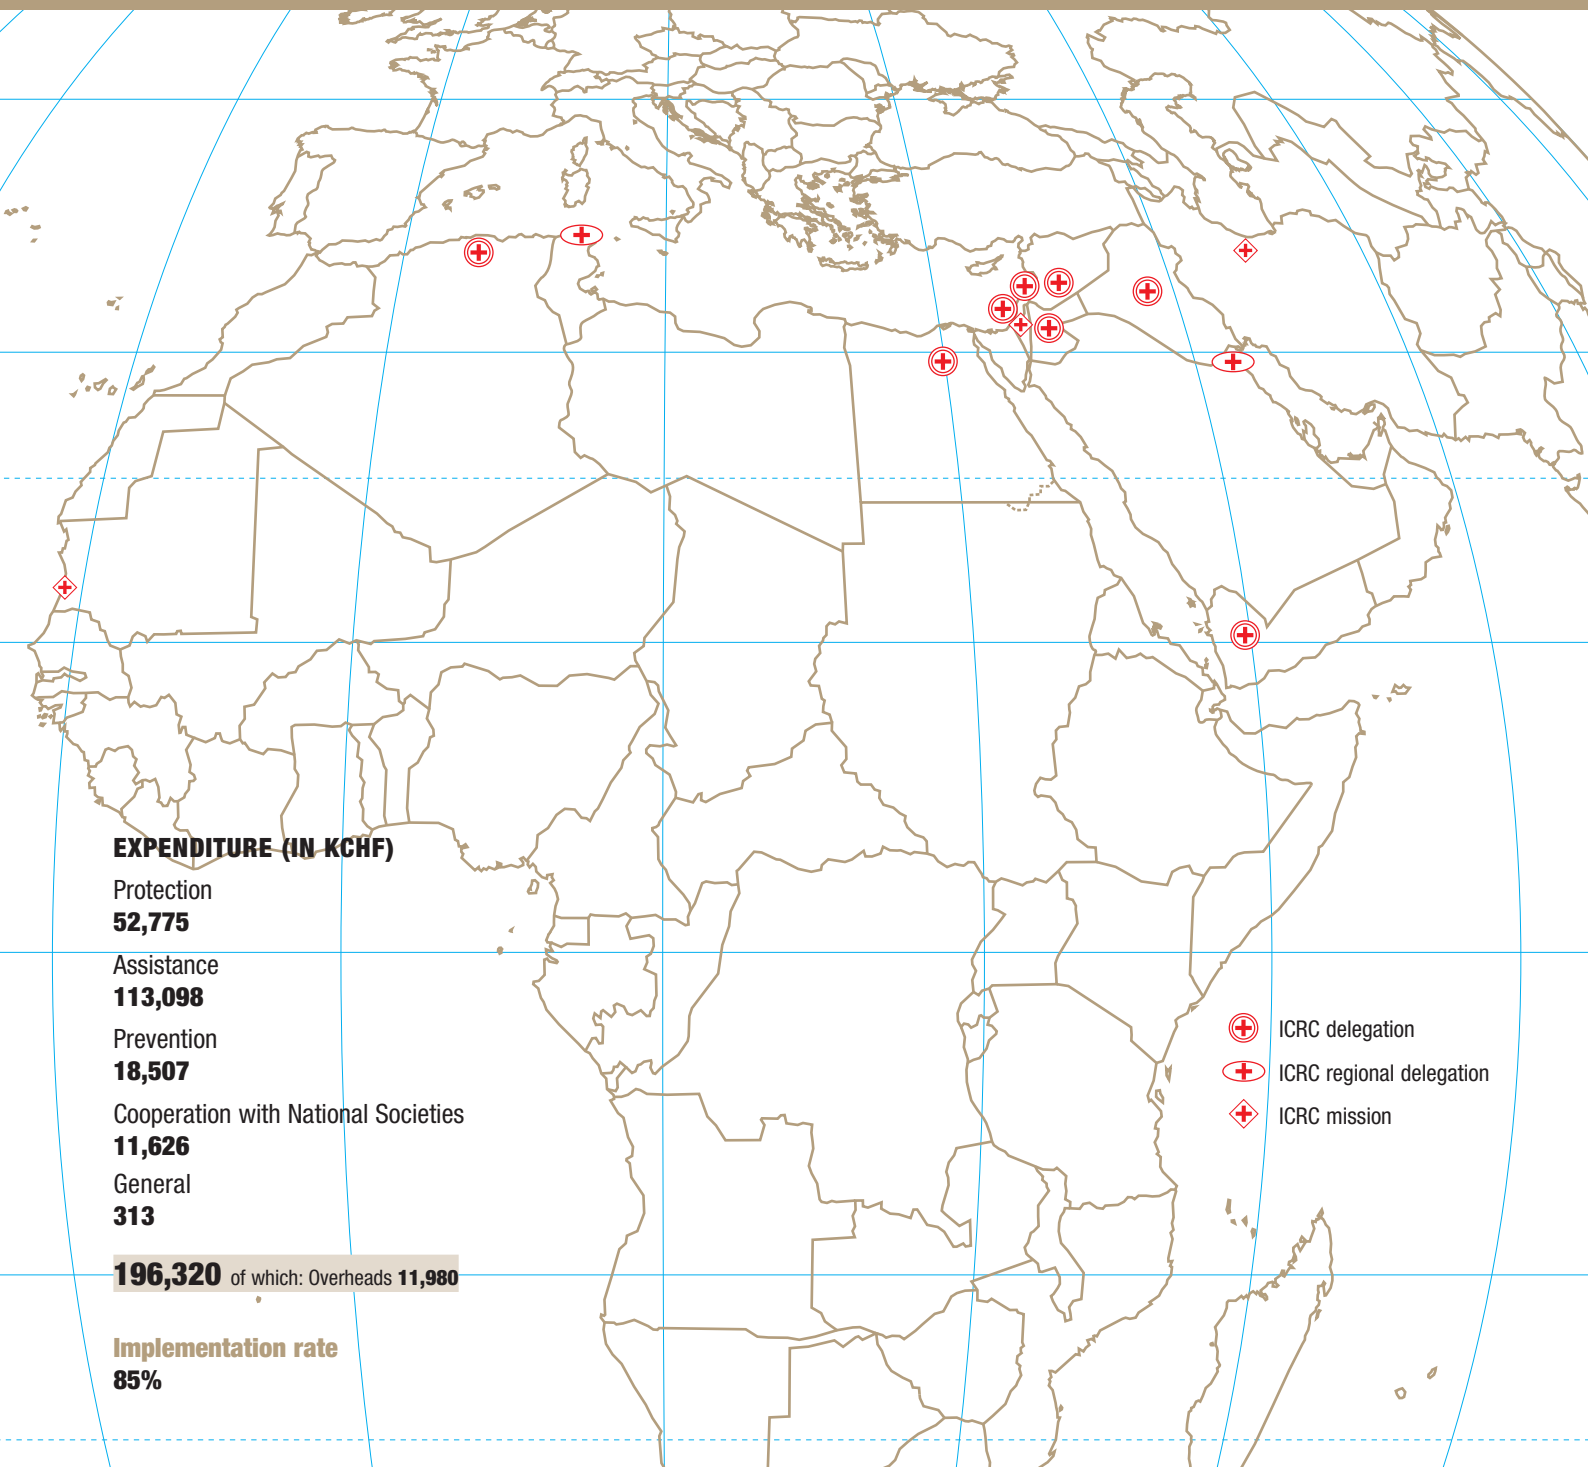 EXPENDITURE (IN KCHF)
Protection
52,775
Assistance
113,098
Prevention
18,507
Cooperation with National Societies
11,626
General
313
196,320 of which: Overheads 11,980
Implementation rate
85%
ICRC delegation
ICRC regional delegation
ICRC mission